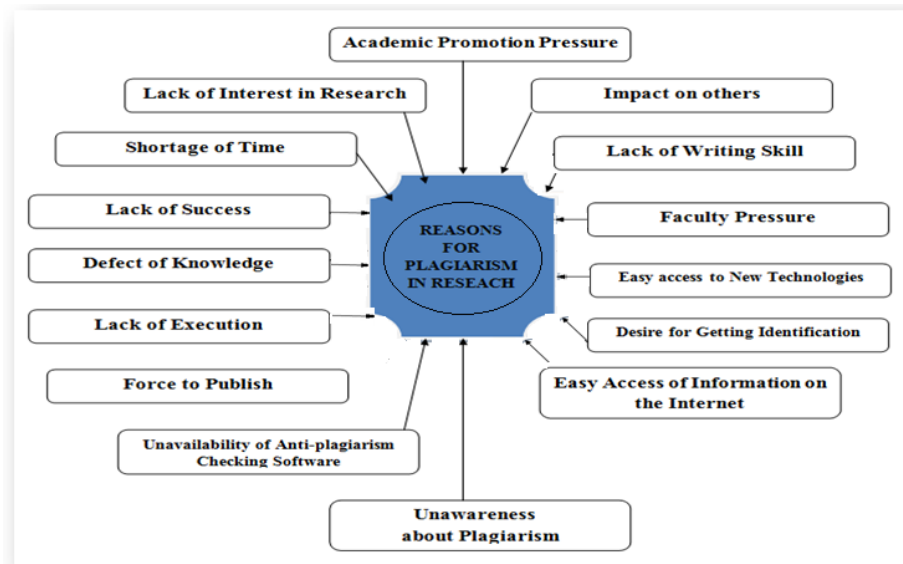 Academic Promotion Pressure
Lack of Interest in Research
Impact on others
Shortage of Time
Lack of Writing Skill
Lack of Success
Faculty Pressure
REASONS
FOR
PLAGIARISM
IN RESEACH
Defect of Knowledge
Easy access to New Technologies
Lack of Execution
Desire for Getting Identification
Force to Publish
Easy Access of Information on
the Internet
Unavailability of Anti-plagiarism
Checking Software
Unawareness
about Plagiarism